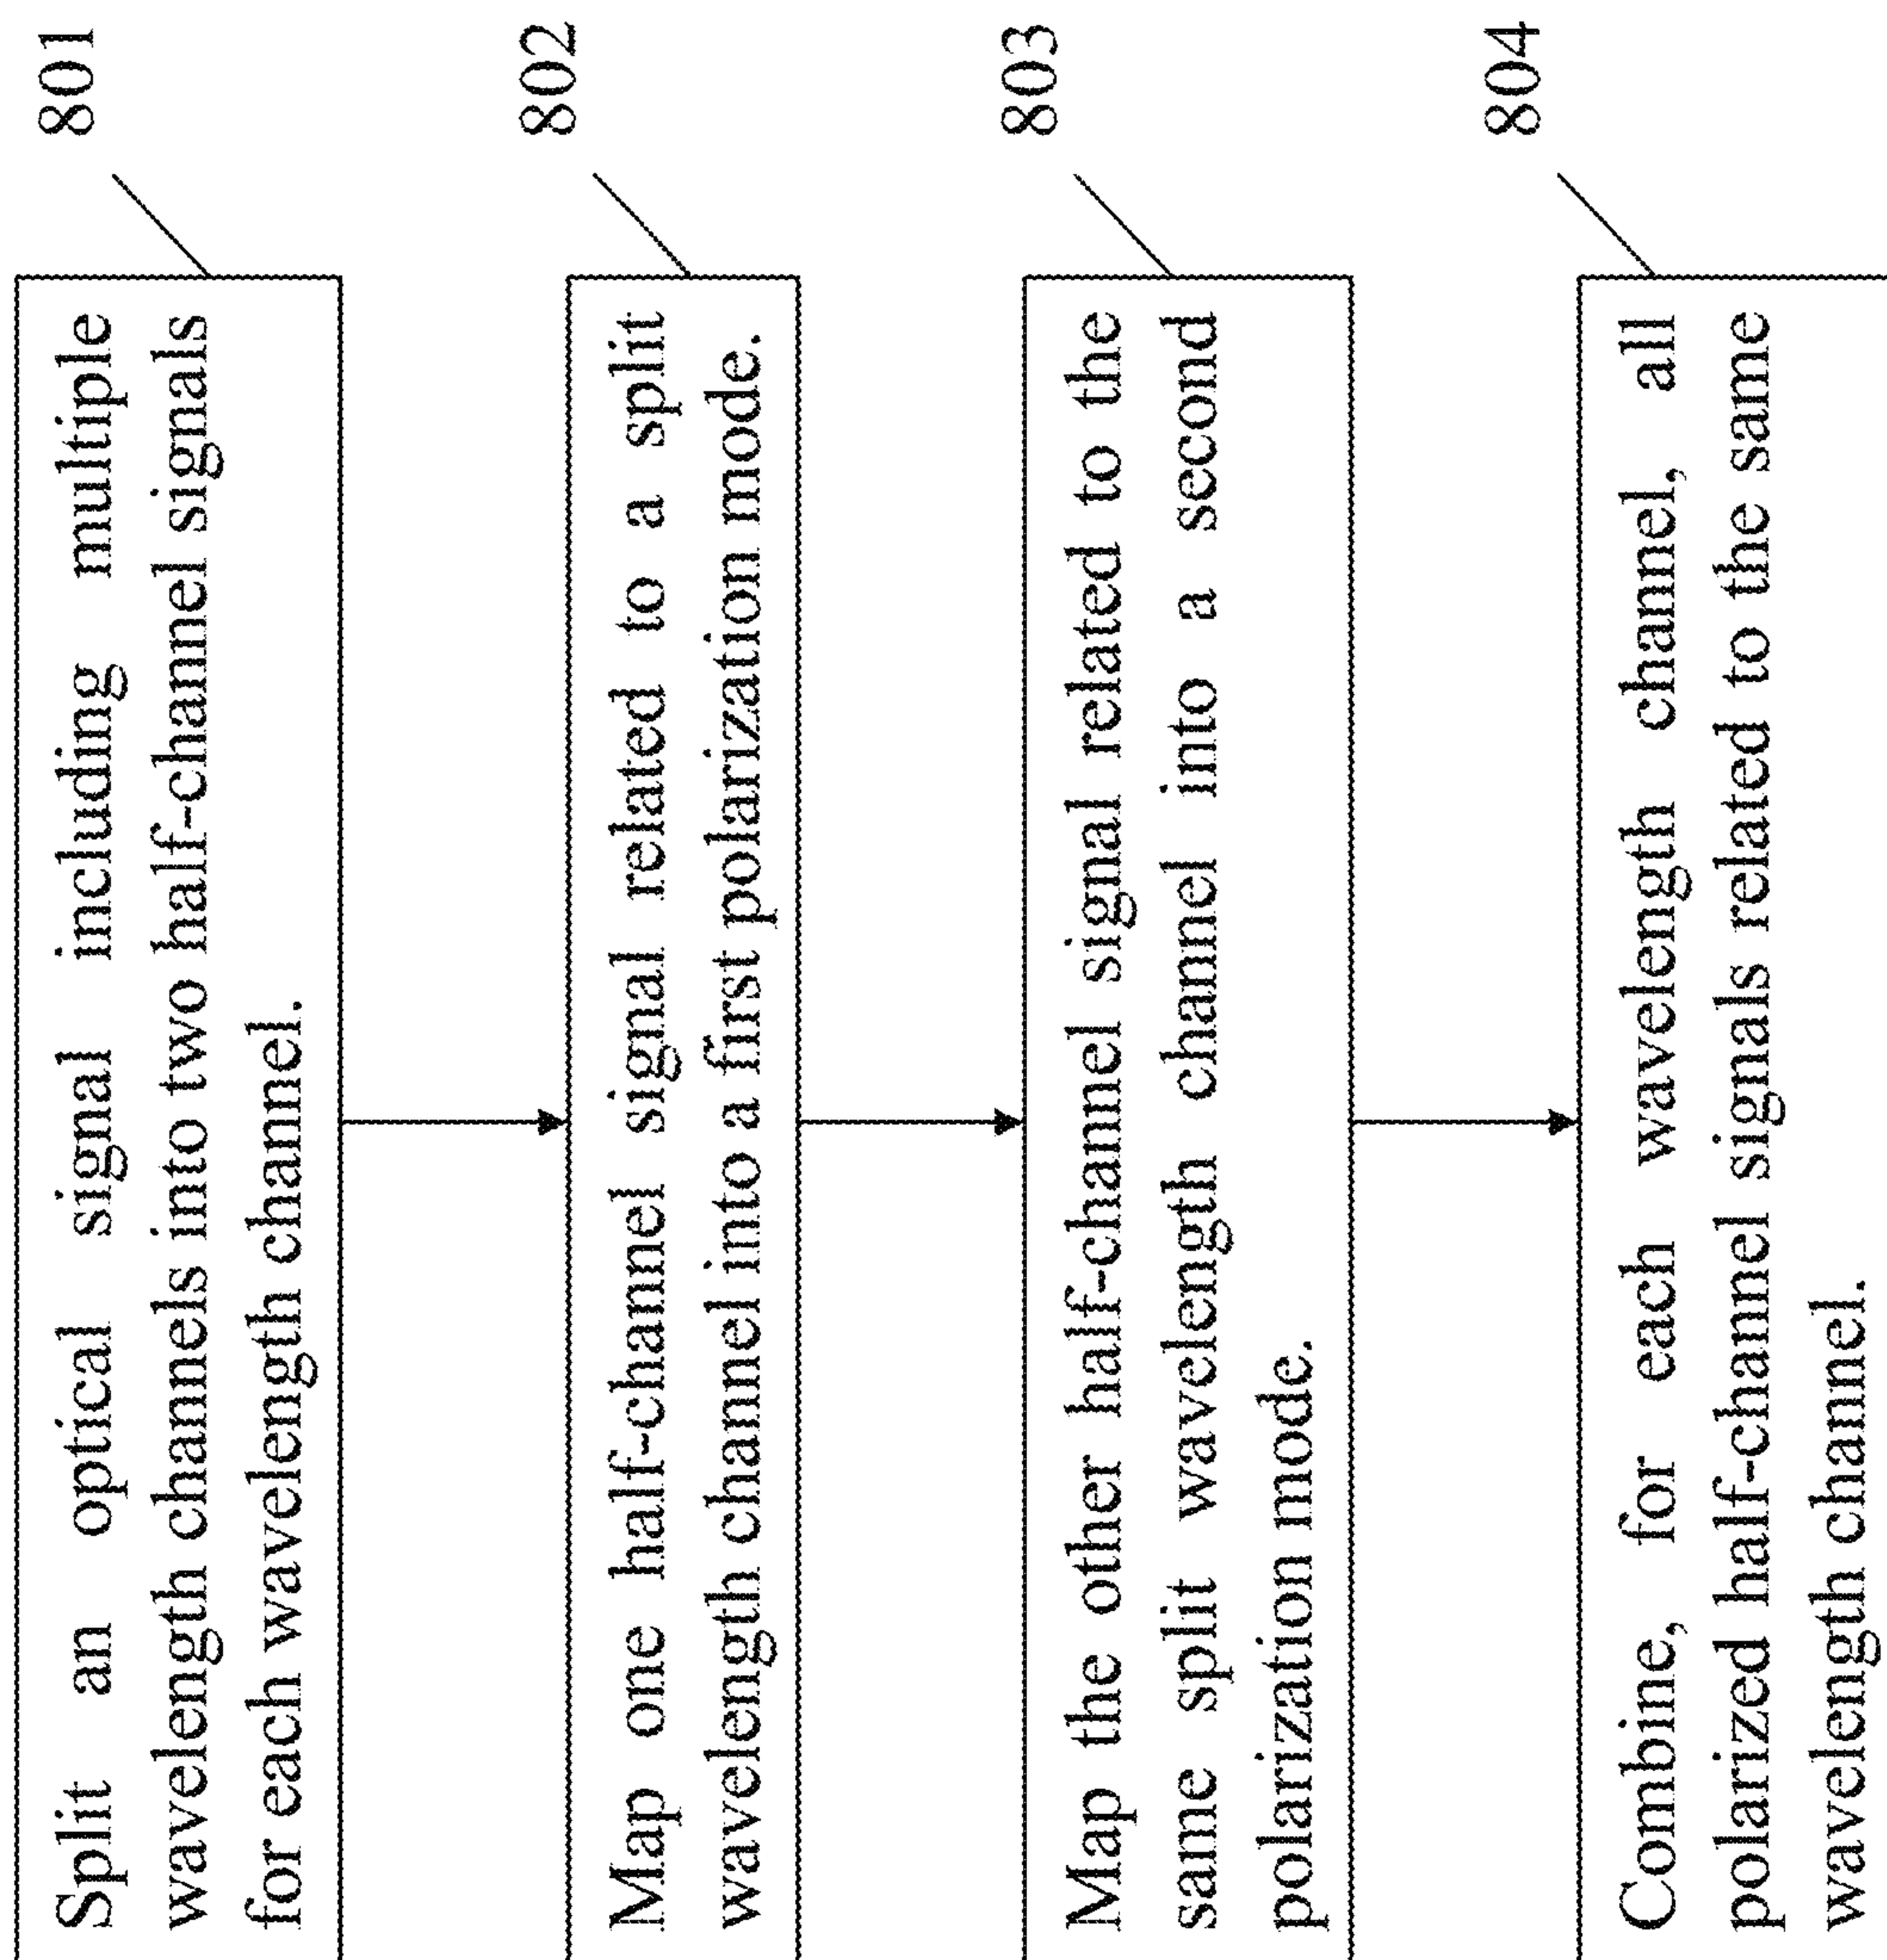 801
Split an optical signal including multiple
wavelength channels into two half-channel signals
for each wavelength channel.
802
Map one half-channel signal related to a split
wavelength channel into a first polarization mode.
803
Map the other half-channel signal related to the
same split wavelength channel into a second
polarization mode.
804
Combine, for each wavelength channel, all
polarized half-channel signals related to the same
wavelength channel.